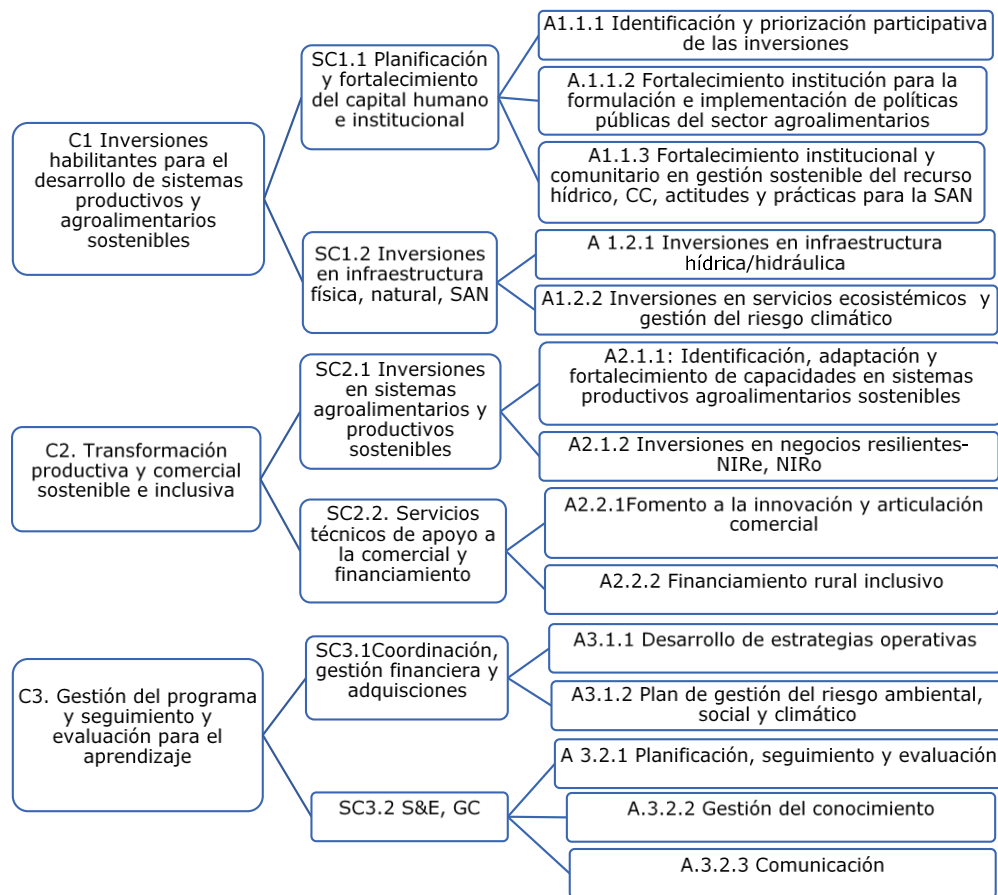 C1 Inversiones
habilitantes para el
desarrollo de sistemas
productivos y
agroalimentarios
sostenibles
SC1.1 Planificación
y fortalecimiento
del capital humano
e institucional
A1.1.1 Identificación y priorización participativa
de las inversiones
A.1.1.2 Fortalecimiento institución para la
formulación e implementación de políticas
públicas del sector agroalimentarios
A1.1.3 Fortalecimiento institucional y
comunitario en gestión sostenible del recurso
hídrico, CC, actitudes y prácticas para la SAN
SC1.2 Inversiones
en infraestructura
física, natural, SAN
A 1.2.1 Inversiones en infraestructura
hídrica/hidráulica
A1.2.2 Inversiones en servicios ecosistémicos y
gestión del riesgo climático
C2. Transformación
productiva y comercial
sostenible e inclusiva
SC2.1 Inversiones
en sistemas
agroalimentarios y
productivos
sostenibles
A2.1.1: Identificación, adaptación y
fortalecimiento de capacidades en sistemas
productivos agroalimentarios sostenibles
A2.1.2 Inversiones en negocios resilientes-
NIRe, NIRo
SC2.2. Servicios
técnicos de apoyo a
la comercial y
financiamiento
A2.2.1Fomento a la innovación y articulación
comercial
A2.2.2 Financiamiento rural inclusivo
C3. Gestión del programa
y seguimiento y
evaluación para el
aprendizaje
SC3.1Coordinación,
gestión financiera y
adquisciones
A3.1.1 Desarrollo de estrategias operativas
A3.1.2 Plan de gestión del riesgo ambiental,
social y climático
SC3.2 S&E, GC
A 3.2.1 Planificación, seguimiento y evaluación
A.3.2.2 Gestión del conocimiento
A.3.2.3 Comunicación